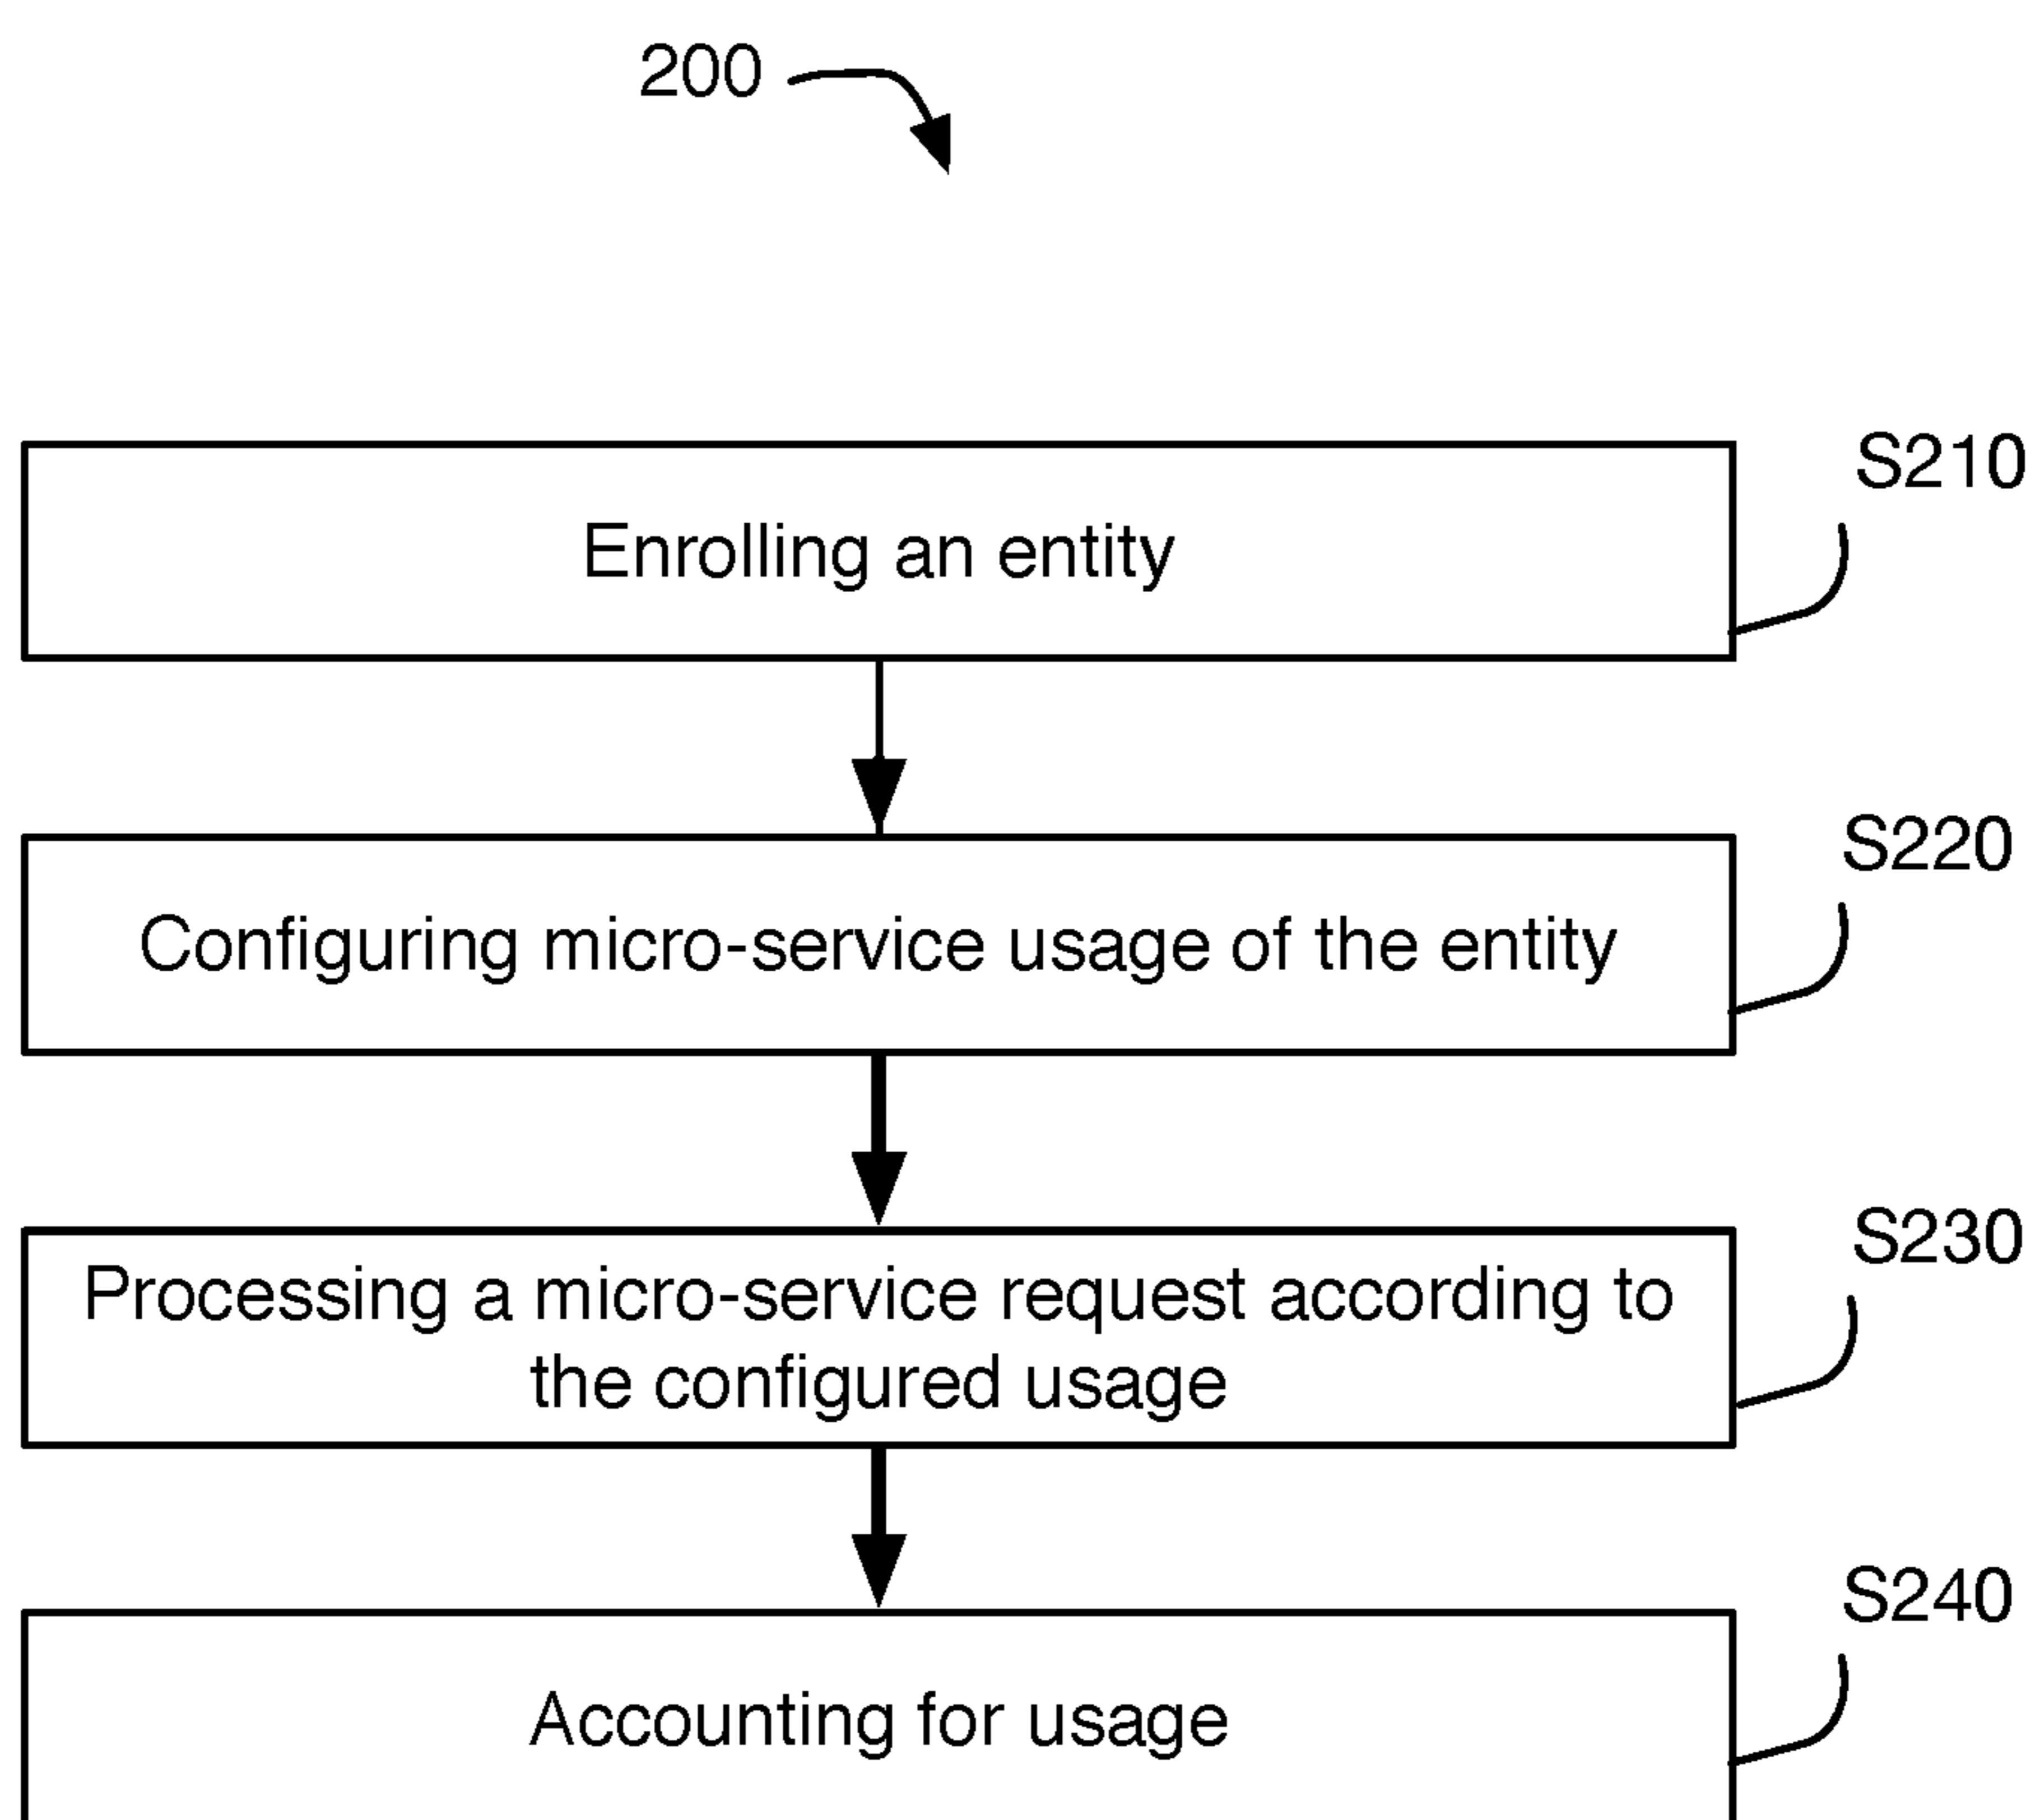 200
S210
Enrolling an entity
S220
Configuring micro-service usage of the entity
S230
Processing a micro-service request according to
the configured usage
S240
Accounting for usage